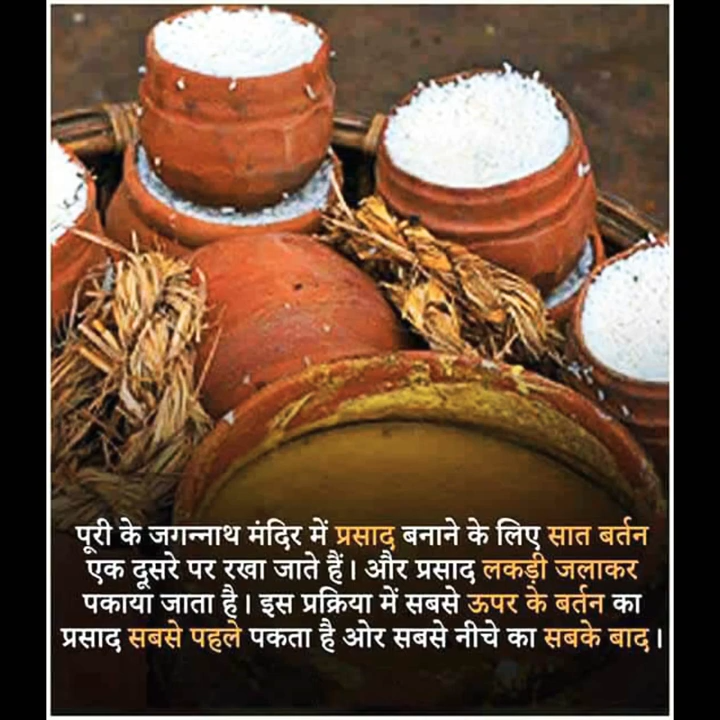 पूरी के जगन्नाथ मंदिर में प्रसाद बनाने के लिए सात बर्तन
एक दूसरे पर रखा जाते हैं। और प्रसाद लकड़ी जलाकर
पकाया जाता है। इस प्रक्रिया में सबसे ऊपर के बर्तन का
प्रसाद सबसे पहले पकता है ओर सबसे नीचे का सबके बाद।